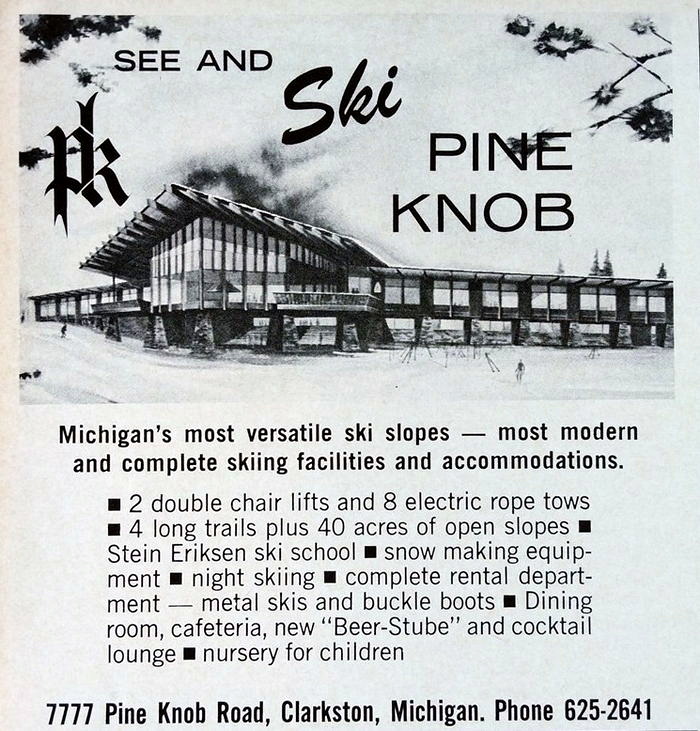 SEE AND
Ski
PINE
KNOB
pk
Michigan's most versatile ski slopes — most modern
and complete skiing facilities and accommodations.
■ 2 double chair lifts and 8 electric rope tows
■ 4 long trails plus 40 acres of open slopes ■
Stein Eriksen ski school ■ snow making equip-
ment ■ night skiing ■ complete rental depart-
ment — metal skis and buckle boots ■ Dining
room, cafeteria, new “Beer-Stube” and cocktail
lounge ■ nursery for children
7777 Pine Knob Road, Clarkston, Michigan. Phone 625-2641